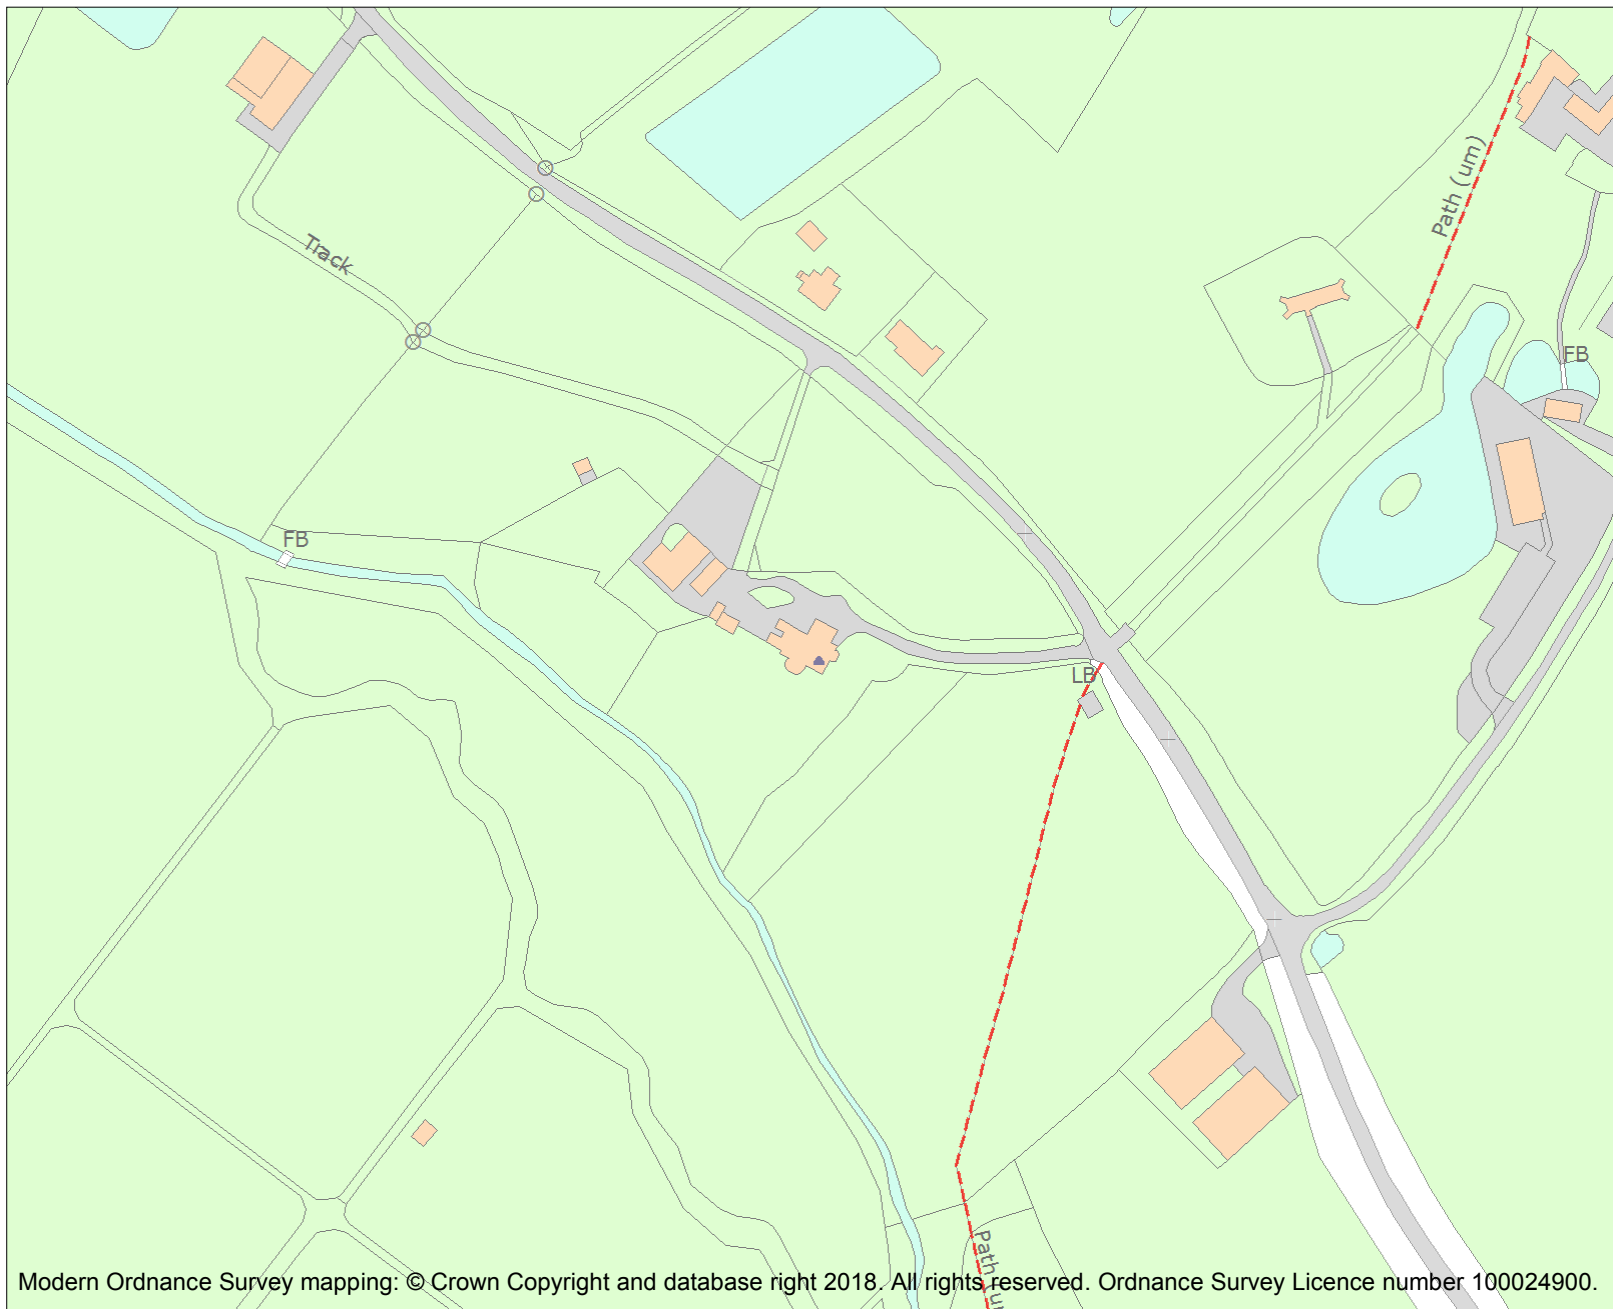 Path (um)
Track
FB
FB
LB
Path (um
Modern Ordnance Survey mapping: © Crown Copyright and database right 2018. All rights reserved. Ordnance Survey Licence number 100024900.